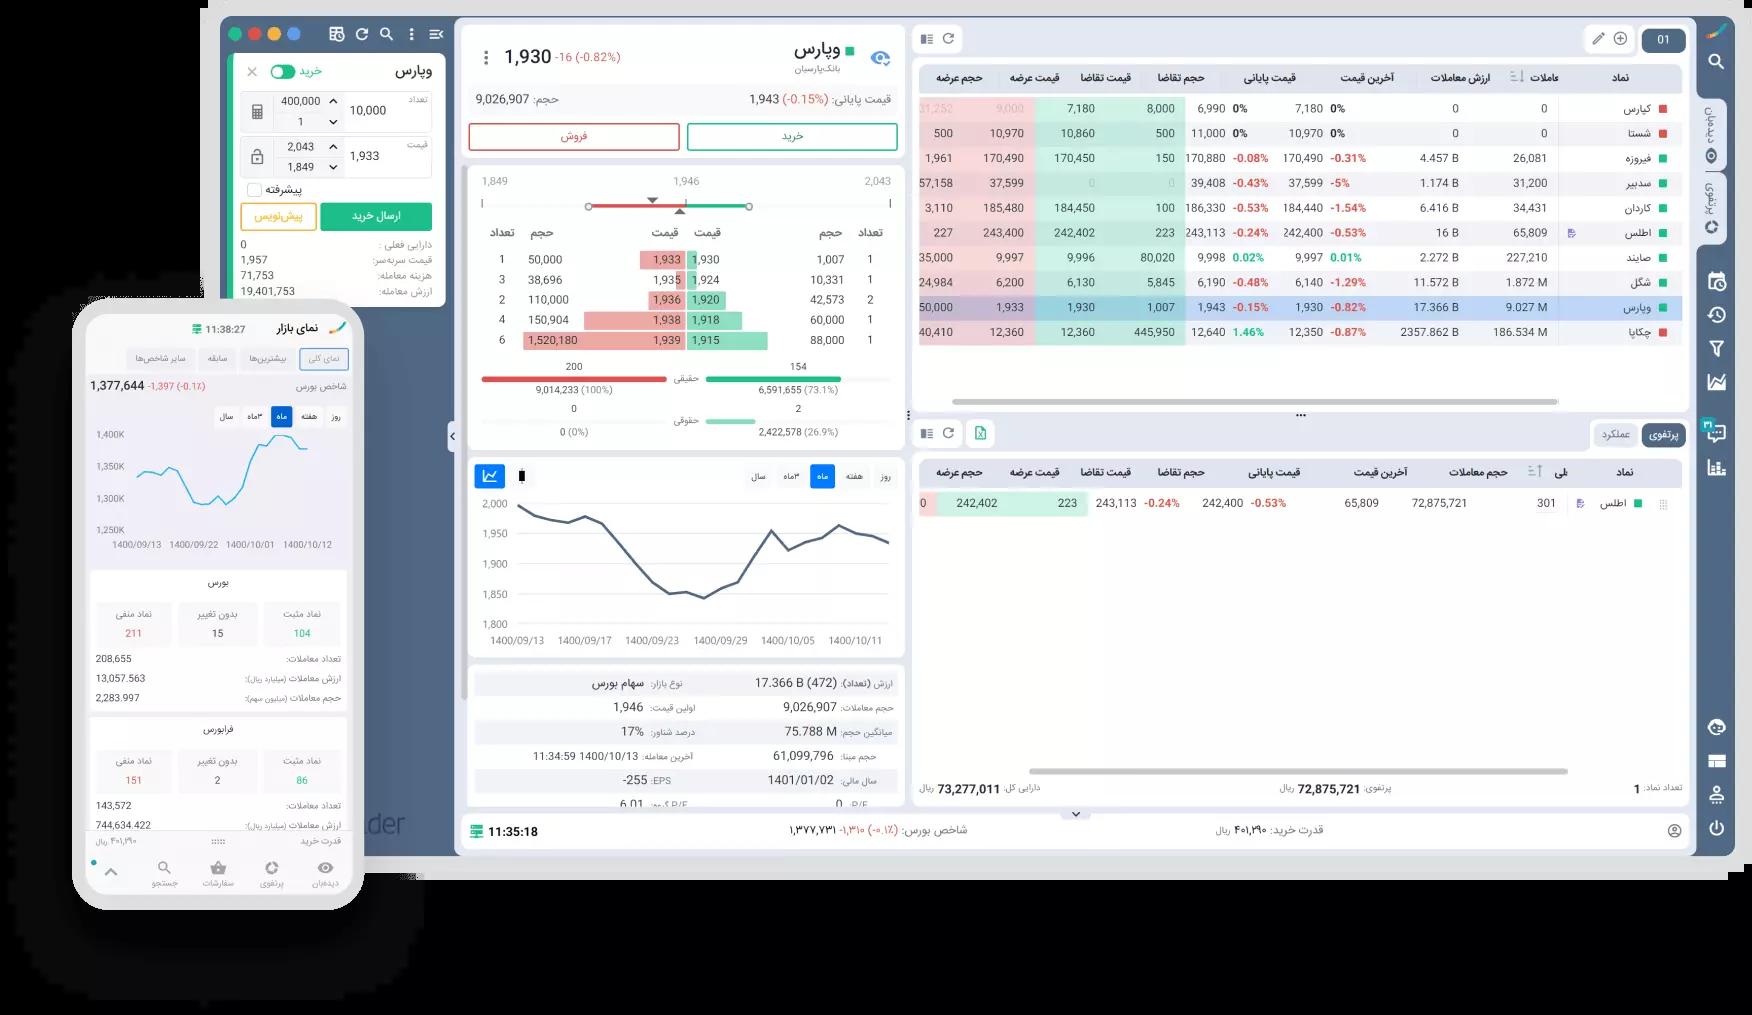 وپارس
خرید
تعداد
10,000
400,000
1
قیمت
1,933
2,043
1,849
پیشرفته
ارسال خرید
پیش‌نویس
دارایی فعلی : 0
قیمت سربه‌سر: 1,957
هزینه معامله: 71,753
ارزش معامله: 19,401,753
وپارس
بانک‌پارسیان
1,930 -16 (-0.82%)
قیمت پایانی: 1,943 (-0.15%)
حجم: 9,026,907
خرید
فروش
1,849 1,946 2,043
تعداد حجم قیمت قیمت حجم تعداد
1 50,000 1,933 1,930 1,007 1
3 38,696 1,935 1,924 10,331 1
2 110,000 1,936 1,920 42,573 2
4 150,904 1,938 1,918 60,000 1
6 1,520,180 1,939 1,915 88,000 1
200 حقیقی 154
9,014,233 (100%) 6,591,655 (73.1%)
0 حقوقی 2
0 (0%) 2,422,578 (26.9%)
روز هفته ماه ۳ماه سال
2,000
1,950
1,900
1,850
1,800
1400/09/13 1400/09/17 1400/09/23 1400/09/29 1400/10/05 1400/10/11
ارزش (تعداد): 17.366 B (472) نوع بازار: سهام بورس
حجم معاملات: 9,026,907 اولین قیمت: 1,946
میانگین حجم: 75.788 M درصد شناور: 17%
حجم مبنا: 61,099,796 آخرین معامله: 1400/10/13 11:34:59
سال مالی: 1401/01/02 EPS: -255
P/E: 0 P/E گروه: 6.01
01
نماد معاملات ارزش معاملات آخرین قیمت قیمت پایانی حجم تقاضا قیمت تقاضا قیمت عرضه حجم عرضه
کپارس 0 0 7,180 0% 6,990 0% 8,000 7,180 9,000 31,252
شستا 0 0 10,970 0% 11,000 0% 500 10,860 10,970 500
فیروزه 26,081 4.457 B 170,490 -0.31% 170,880 -0.08% 150 170,450 170,490 1,961
سدبیر 31,200 1.174 B 37,599 -5% 39,408 -0.43% 0 0 37,599 57,158
کاردان 34,431 6.416 B 184,440 -1.54% 186,330 -0.53% 100 184,450 185,480 3,110
اطلس 65,809 16 B 242,400 -0.53% 243,113 -0.24% 223 242,402 243,400 227
صایند 227,210 2.272 B 9,997 0.01% 9,998 0.02% 80,020 9,996 9,997 35,000
شگل 1.872 M 11.572 B 6,140 -1.29% 6,190 -0.48% 5,845 6,130 6,200 24,984
وپارس 9.027 M 17.366 B 1,930 -0.82% 1,943 -0.15% 1,007 1,930 1,933 50,000
چکاپا 186.534 M 2357.862 B 12,350 -0.87% 12,640 1.46% 445,950 12,360 12,360 40,410
پرتفوی عملکرد
نماد حجم معاملات آخرین قیمت قیمت پایانی حجم تقاضا قیمت تقاضا قیمت عرضه حجم عرضه
اطلس 301 72,875,721 65,809 242,400 -0.53% 243,113 -0.24% 223 242,402 0
تعداد نماد: 1
پرتفوی: 72,875,721 ریال
دارایی کل: 73,277,011 ریال
قدرت خرید: ۴۰۱,۲۹۰ ریال
شاخص بورس: ۱,۳۷۷,۷۳۱ -۱,۳۱۰ (-۰.۱٪)
11:35:18
دیده‌بان
پرتفوی
۳۱
lder
نمای بازار
11:38:27
نمای کلی بیشترین‌ها سابقه سایر شاخص‌ها
شاخص بورس 1,377,644 -1,397 (-0.1٪)
روز هفته ماه ۳ماه سال
1,400K
1,350K
1,300K
1,250K
1400/09/13 1400/09/22 1400/10/01 1400/10/12
بورس
نماد مثبت بدون تغییر نماد منفی
104 15 211
تعداد معاملات: 208,655
ارزش معاملات (میلیارد ریال): 13,057.563
حجم معاملات (میلیون سهم): 2,283.997
فرابورس
نماد مثبت بدون تغییر نماد منفی
86 2 151
تعداد معاملات: 143,572
ارزش معاملات (میلیارد ریال): 744,634.422
قدرت خرید ۴۰۱,۲۹۰ ریال
دیده‌بان پرتفوی سفارشات جستجو